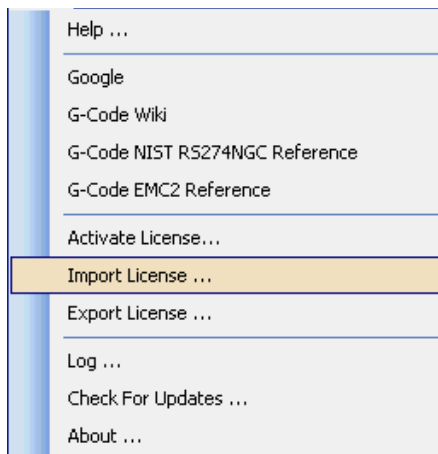 Help ...
Google
G-Code Wiki
G-Code NIST RS274NGC Reference
G-Code EMC2 Reference
Activate License...
Import License ...
Export License ...
Log ...
Check For Updates ...
About ...